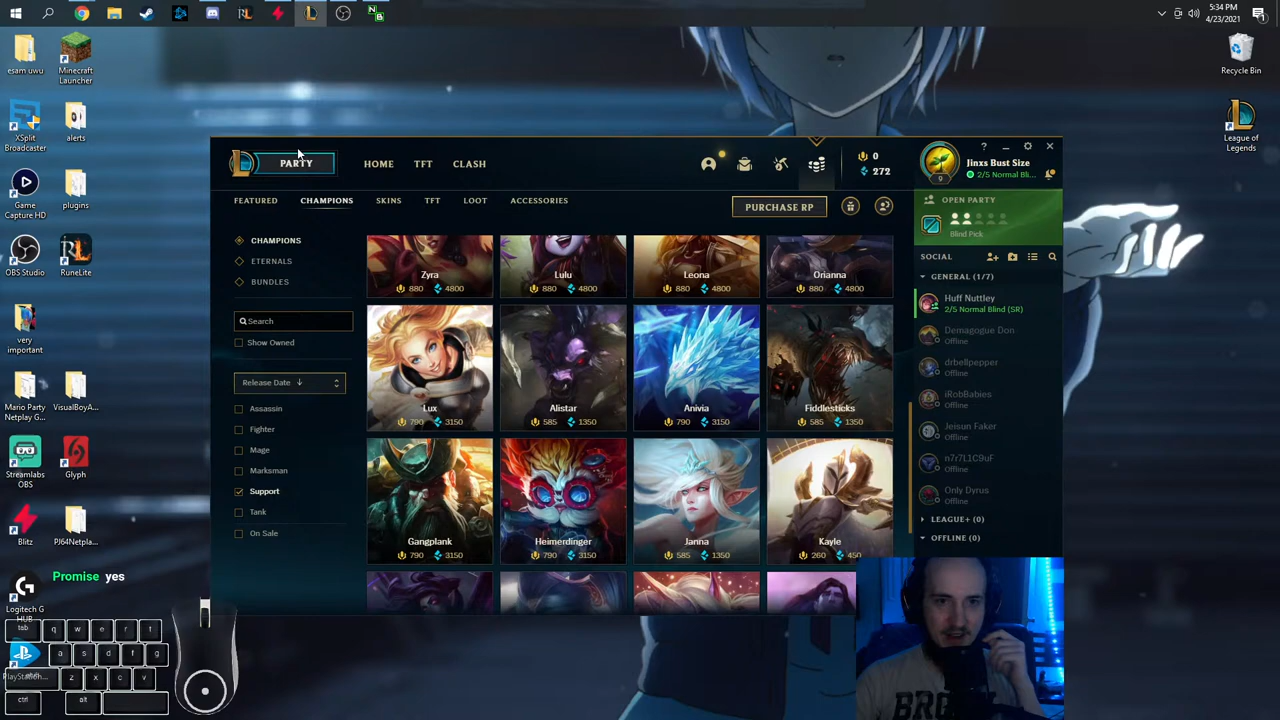 5:34 PM
4/23/2021
esam uwu
Minecraft
Launcher
Recycle Bin
XSplit
Broadcaster
alerts
League of
Legends
Game
Capture HD
plugins
OBS Studio
RuneLite
very
important
Mario Party
Netplay G...
VisualBoyA...
Streamlabs
OBS
Glyph
Blitz
PJ64Netpla...
Logitech G
HUB
PlayStation...
PARTY
HOME
TFT
CLASH
0
272
9
Jinxs Bust Size
2/5 Normal Bli...
FEATURED
CHAMPIONS
SKINS
TFT
LOOT
ACCESSORIES
PURCHASE RP
OPEN PARTY
Blind Pick
CHAMPIONS
ETERNALS
BUNDLES
Search
Show Owned
Release Date
Assassin
Fighter
Mage
Marksman
Support
Tank
On Sale
Zyra
880 4800
Lulu
880 4800
Leona
880 4800
Orianna
880 4800
Lux
790 3150
Alistar
585 1350
Anivia
790 3150
Fiddlesticks
585 1350
Gangplank
790 3150
Heimerdinger
790 3150
Janna
585 1350
Kayle
260 450
SOCIAL
GENERAL (1/7)
Huff Nuttley
2/5 Normal Blind (SR)
Demagogue Don
Offline
drbellpepper
Offline
iRobBabies
Offline
Jeisun Faker
Offline
n7r7L1C9uF
Offline
Only Dyrus
Offline
LEAGUE+ (0)
OFFLINE (0)
Promise yes
tab q w e r t
a s d f g
z x c v
ctrl alt